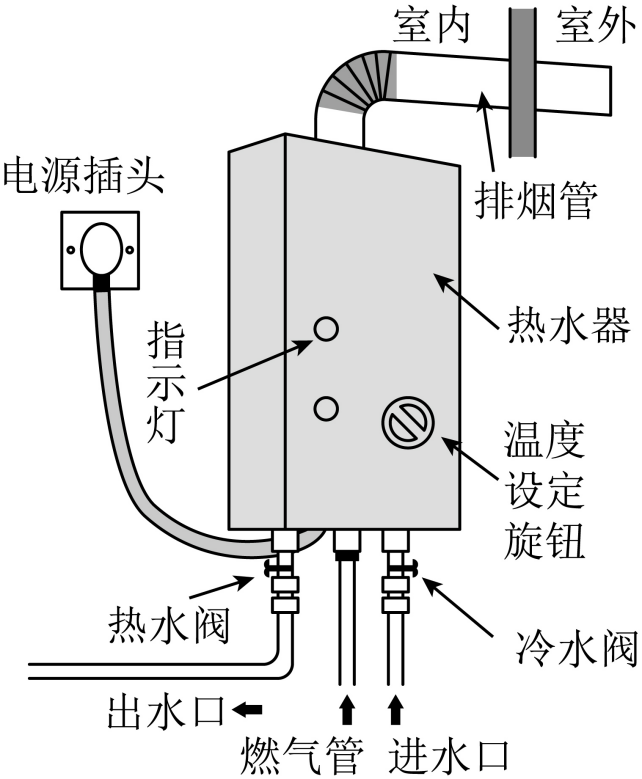 室内
室外
电源插头
排烟管
热水器
指
示
灯
温度
设定
旋钮
热水阀
冷水阀
出水口
燃气管
进水口